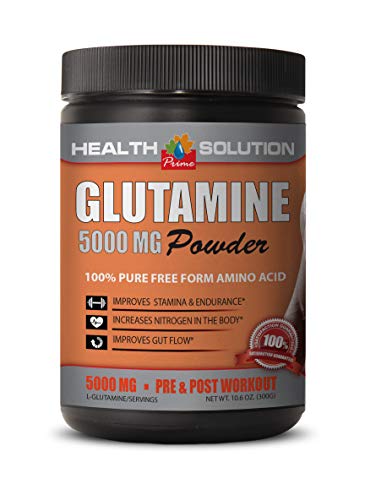 HEALTH SOLUTION
Prime
GLUTAMINE
5000 MG Powder
100% PURE FREE FORM AMINO ACID
IMPROVES STAMINA & ENDURANCE*
INCREASES NITROGEN IN THE BODY*
IMPROVES GUT FLOW*
100%
5000 MG ▪ PRE & POST WORKOUT
L-GLUTAMINE/SERVINGS
NET WT. 10.6 OZ. (300G)